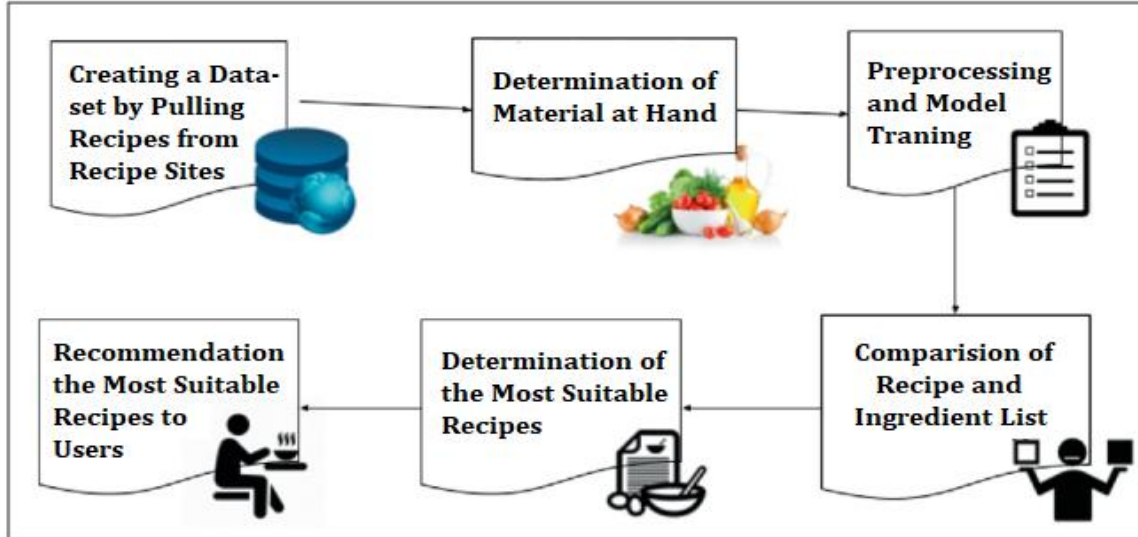 Creating a Data-
set by Pulling
Recipes from
Recipe Sites
Determination of
Material at Hand
Preprocessing
and Model
Traning
Comparision of
Recipe and
Ingredient List
Determination of
the Most Suitable
Recipes
Recommendation
the Most Suitable
Recipes to
Users